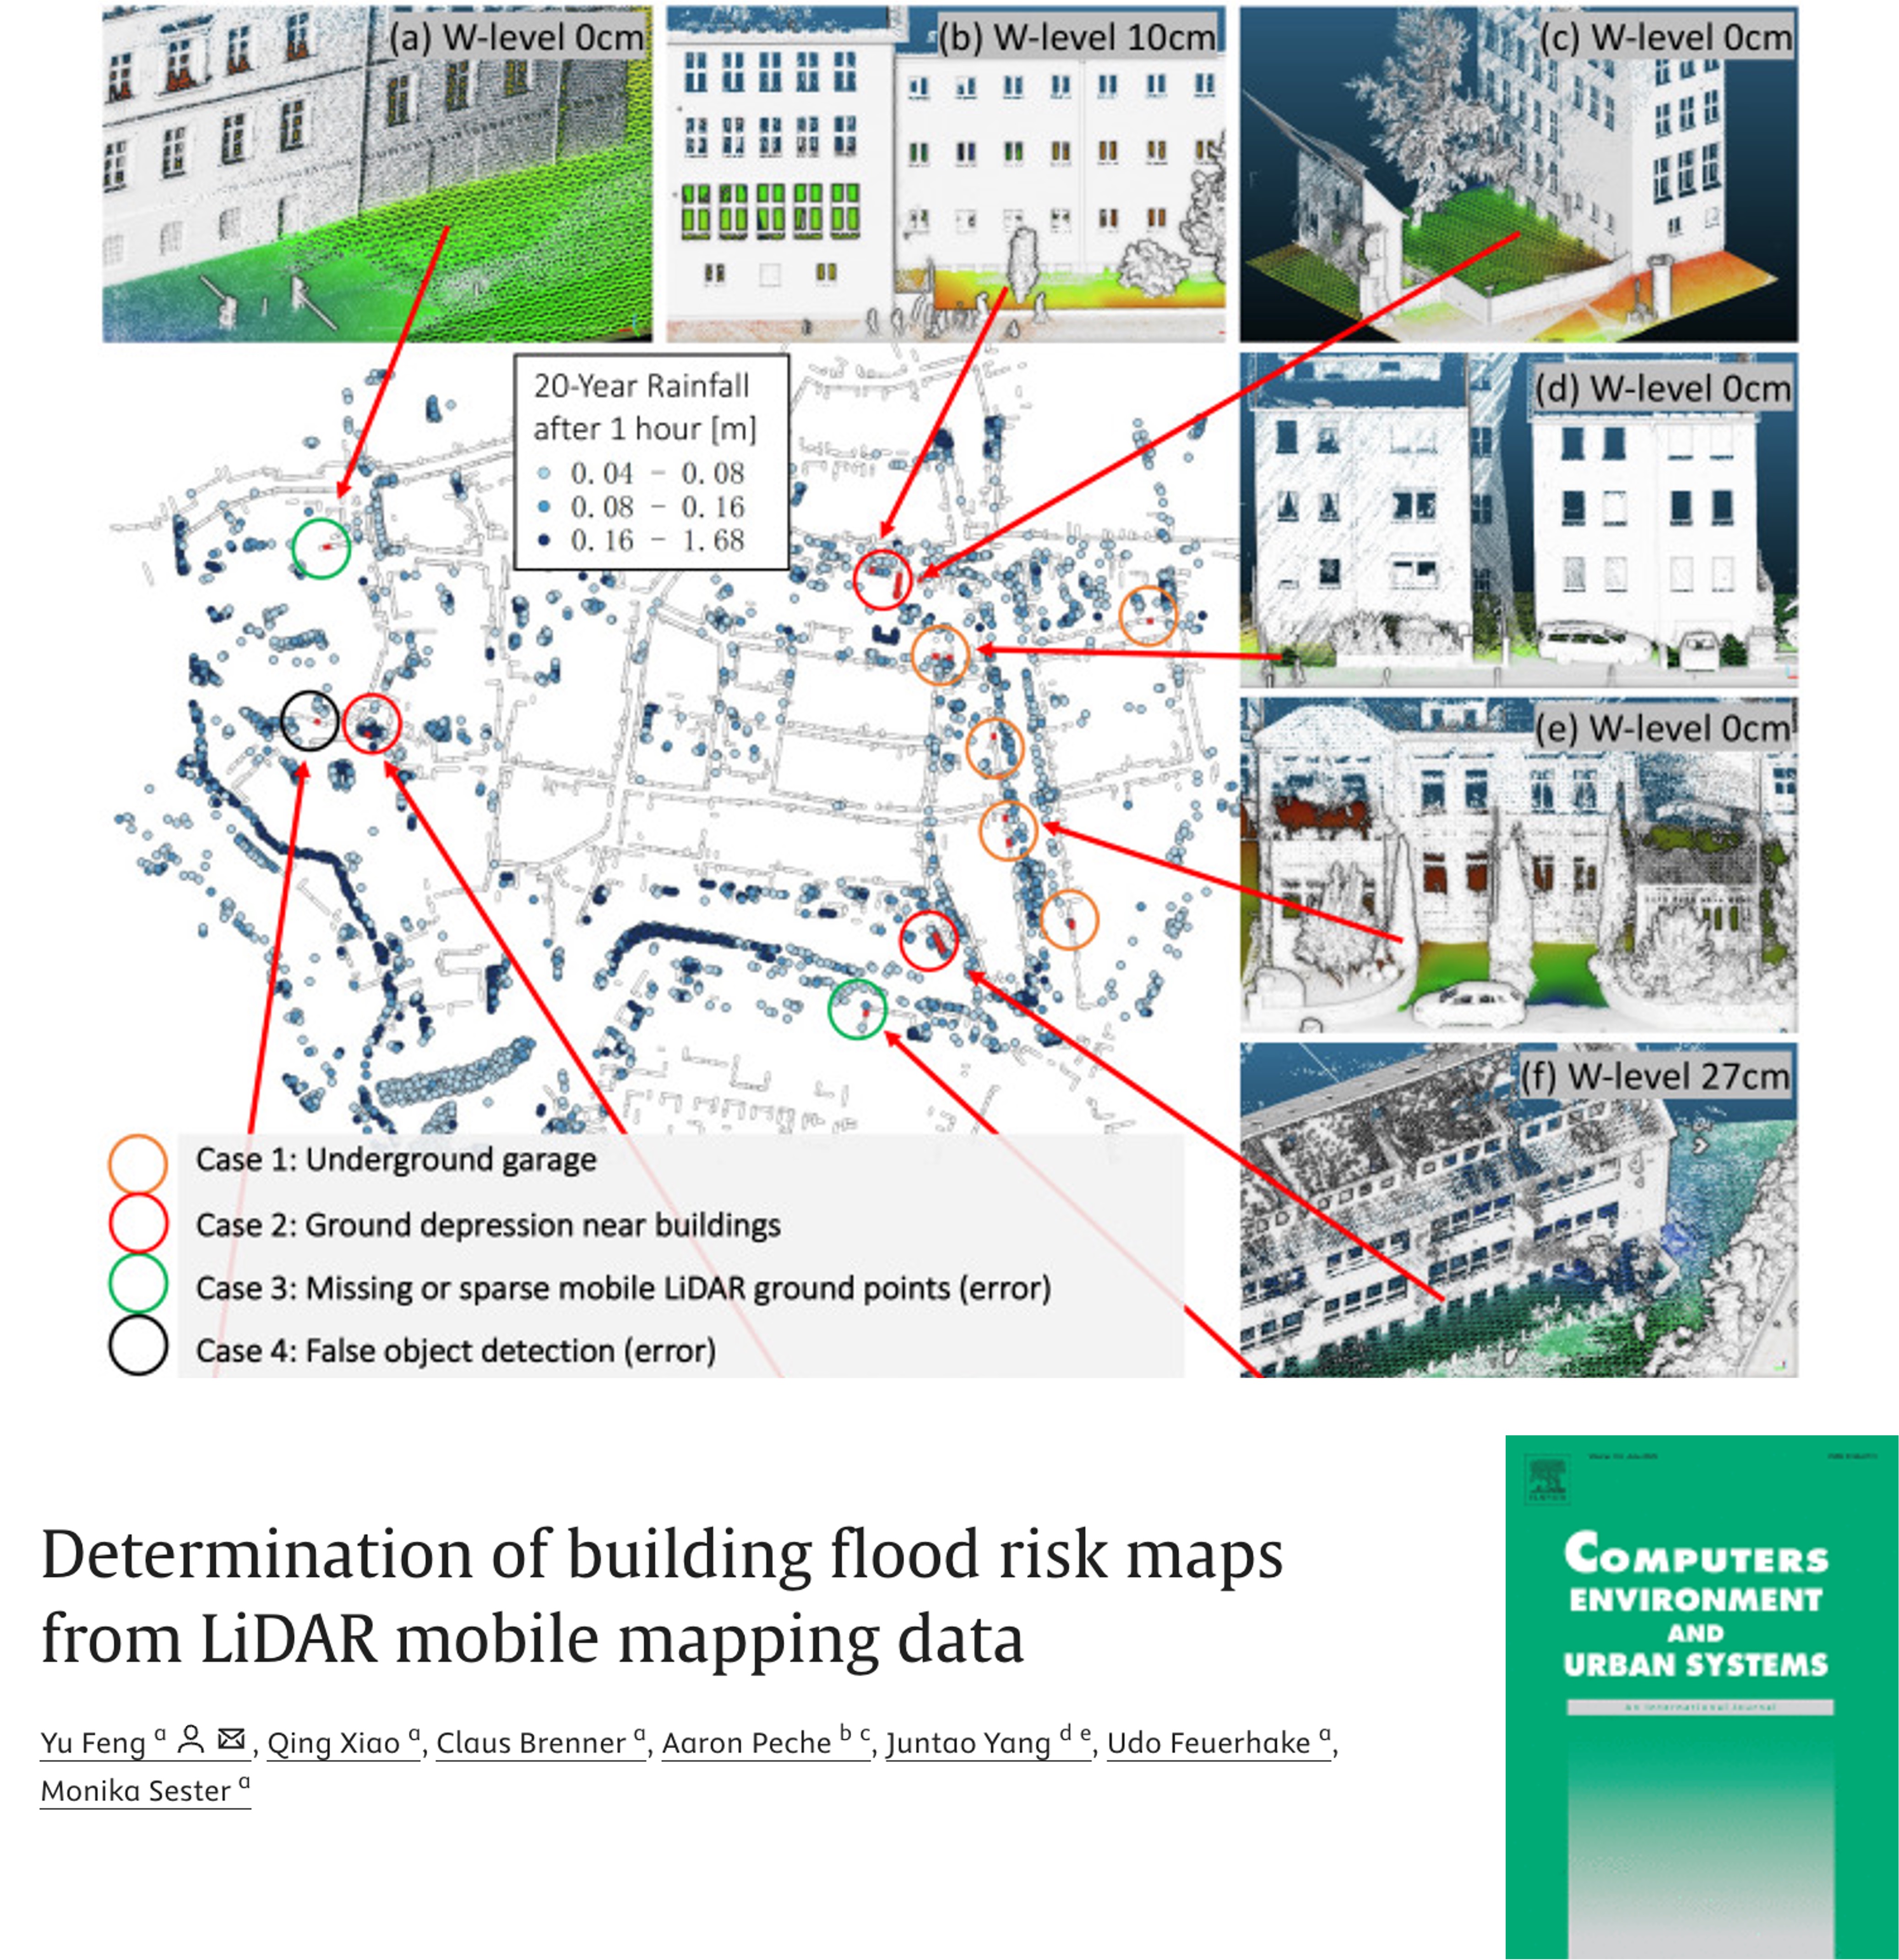 (a) W-level 0cm
(b) W-level 10cm
(c) W-level 0cm
20-Year Rainfall
after 1 hour [m]
0.04 - 0.08
0.08 - 0.16
0.16 - 1.68
(d) W-level 0cm
(e) W-level 0cm
(f) W-level 27cm
Case 1: Underground garage
Case 2: Ground depression near buildings
Case 3: Missing or sparse mobile LiDAR ground points (error)
Case 4: False object detection (error)
Determination of building flood risk maps
from LiDAR mobile mapping data
Yu Feng a, Qing Xiao a, Claus Brenner a, Aaron Peche b c, Juntao Yang d e, Udo Feuerhake a,
Monika Sester a
ELSEVIER
COMPUTERS
ENVIRONMENT
AND
URBAN SYSTEMS
An International Journal